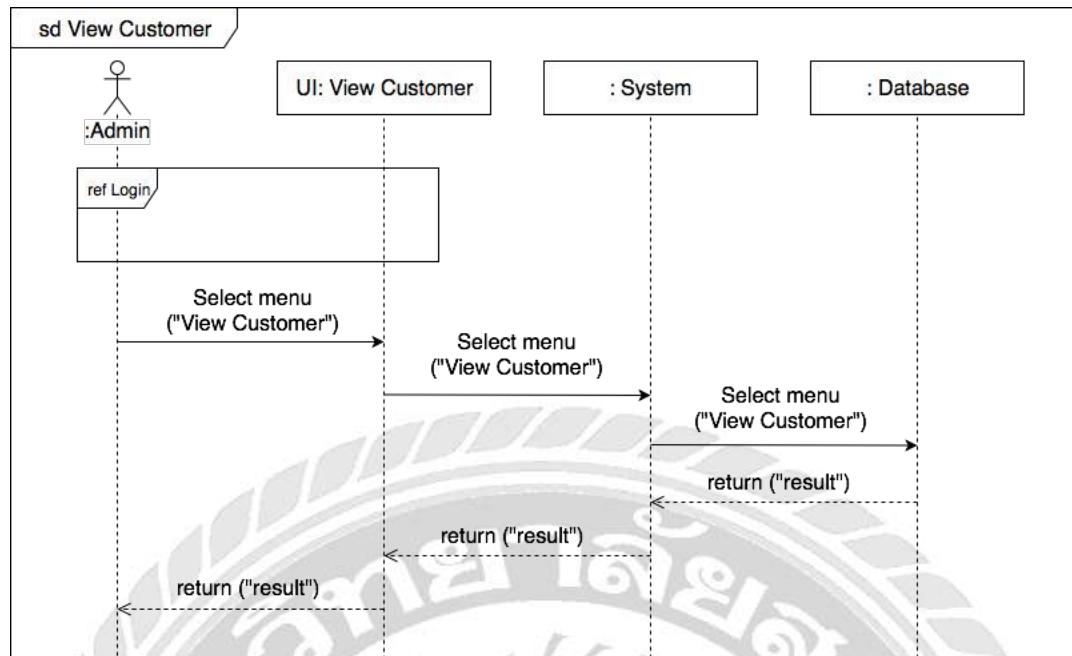 sd View Customer
UI: View Customer
: System
: Database
:Admin
ref Login
Select menu
("View Customer")
Select menu
("View Customer")
Select menu
("View Customer")
return ("result")
return ("result")
return ("result")